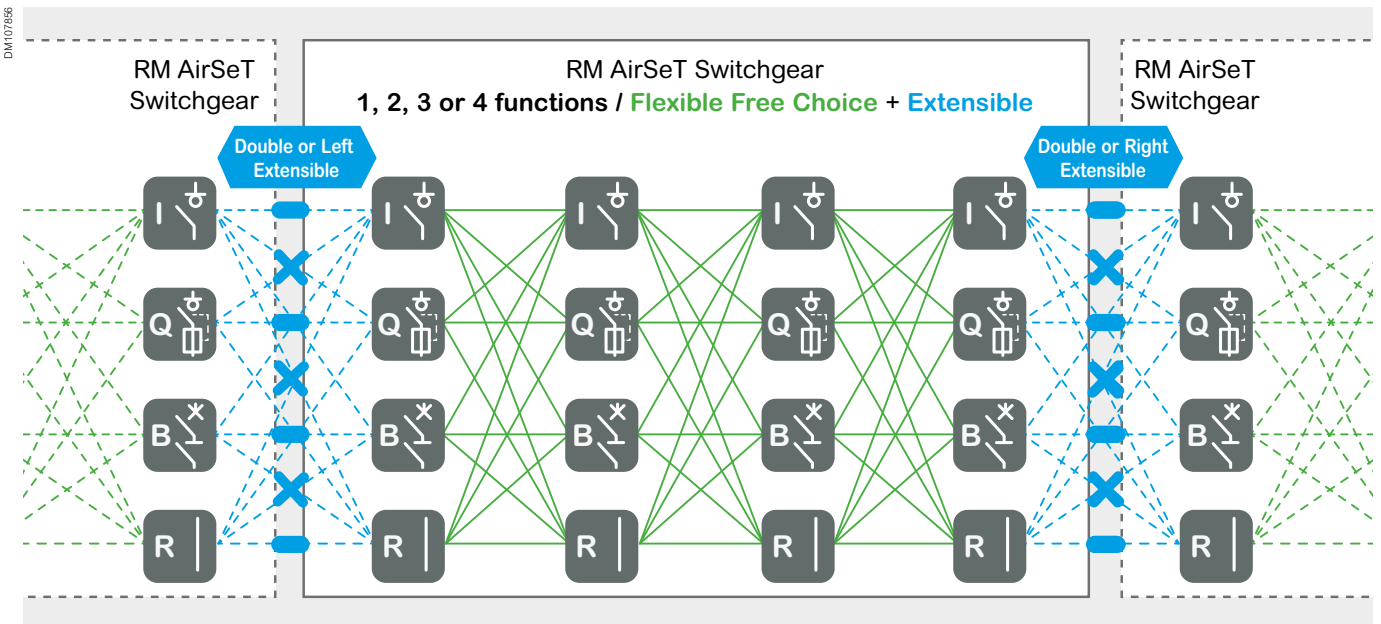 DM107856
RM AirSeT
Switchgear
RM AirSeT Switchgear
1, 2, 3 or 4 functions / Flexible Free Choice + Extensible
RM AirSeT
Switchgear
Double or Left
Extensible
Double or Right
Extensible
I
I
I
I
I
I
Q
Q
Q
Q
Q
Q
B
B
B
B
B
B
R
R
R
R
R
R